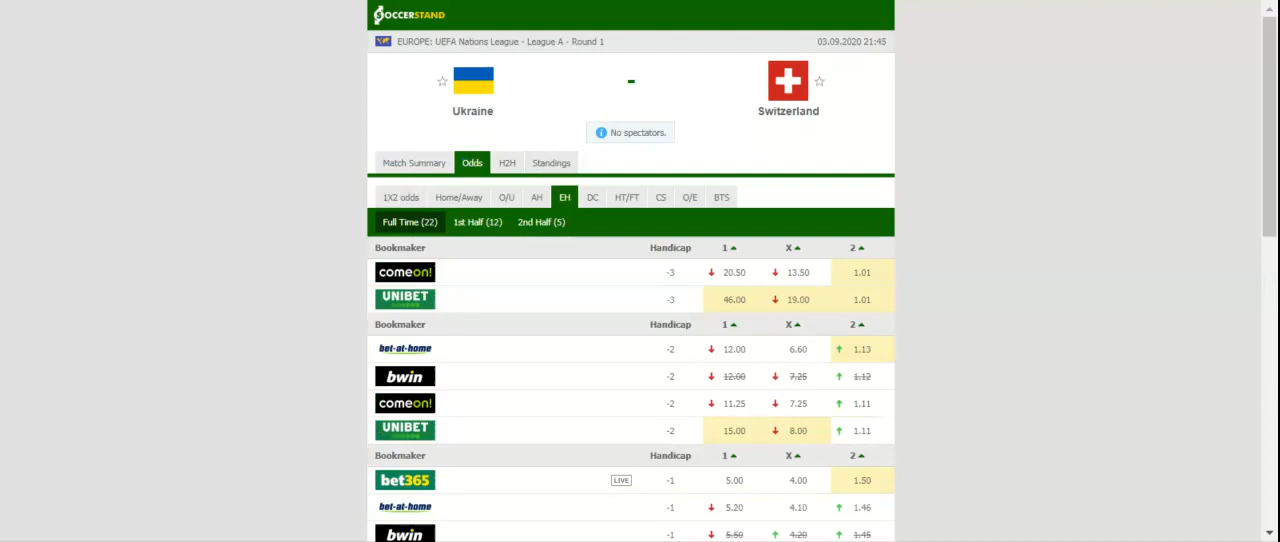 SOCCERSTAND
EUROPE: UEFA Nations League - League A - Round 1 03.09.2020 21:45
-
Ukraine Switzerland
No spectators.
Match Summary Odds H2H Standings
1X2 odds Home/Away O/U AH EH DC HT/FT CS O/E BTS
Full Time (22) 1st Half (12) 2nd Half (5)
Bookmaker Handicap 1 X 2
comeon! -3 20.50 13.50 1.01
UNIBET -3 46.00 19.00 1.01
Bookmaker Handicap 1 X 2
bet-at-home -2 12.00 6.60 1.13
bwin -2 12.00 7.25 1.12
comeon! -2 11.25 7.25 1.11
UNIBET -2 15.00 8.00 1.11
Bookmaker Handicap 1 X 2
bet365 LIVE -1 5.00 4.00 1.50
bet-at-home -1 5.20 4.10 1.46
bwin -1 5.50 4.20 1.45